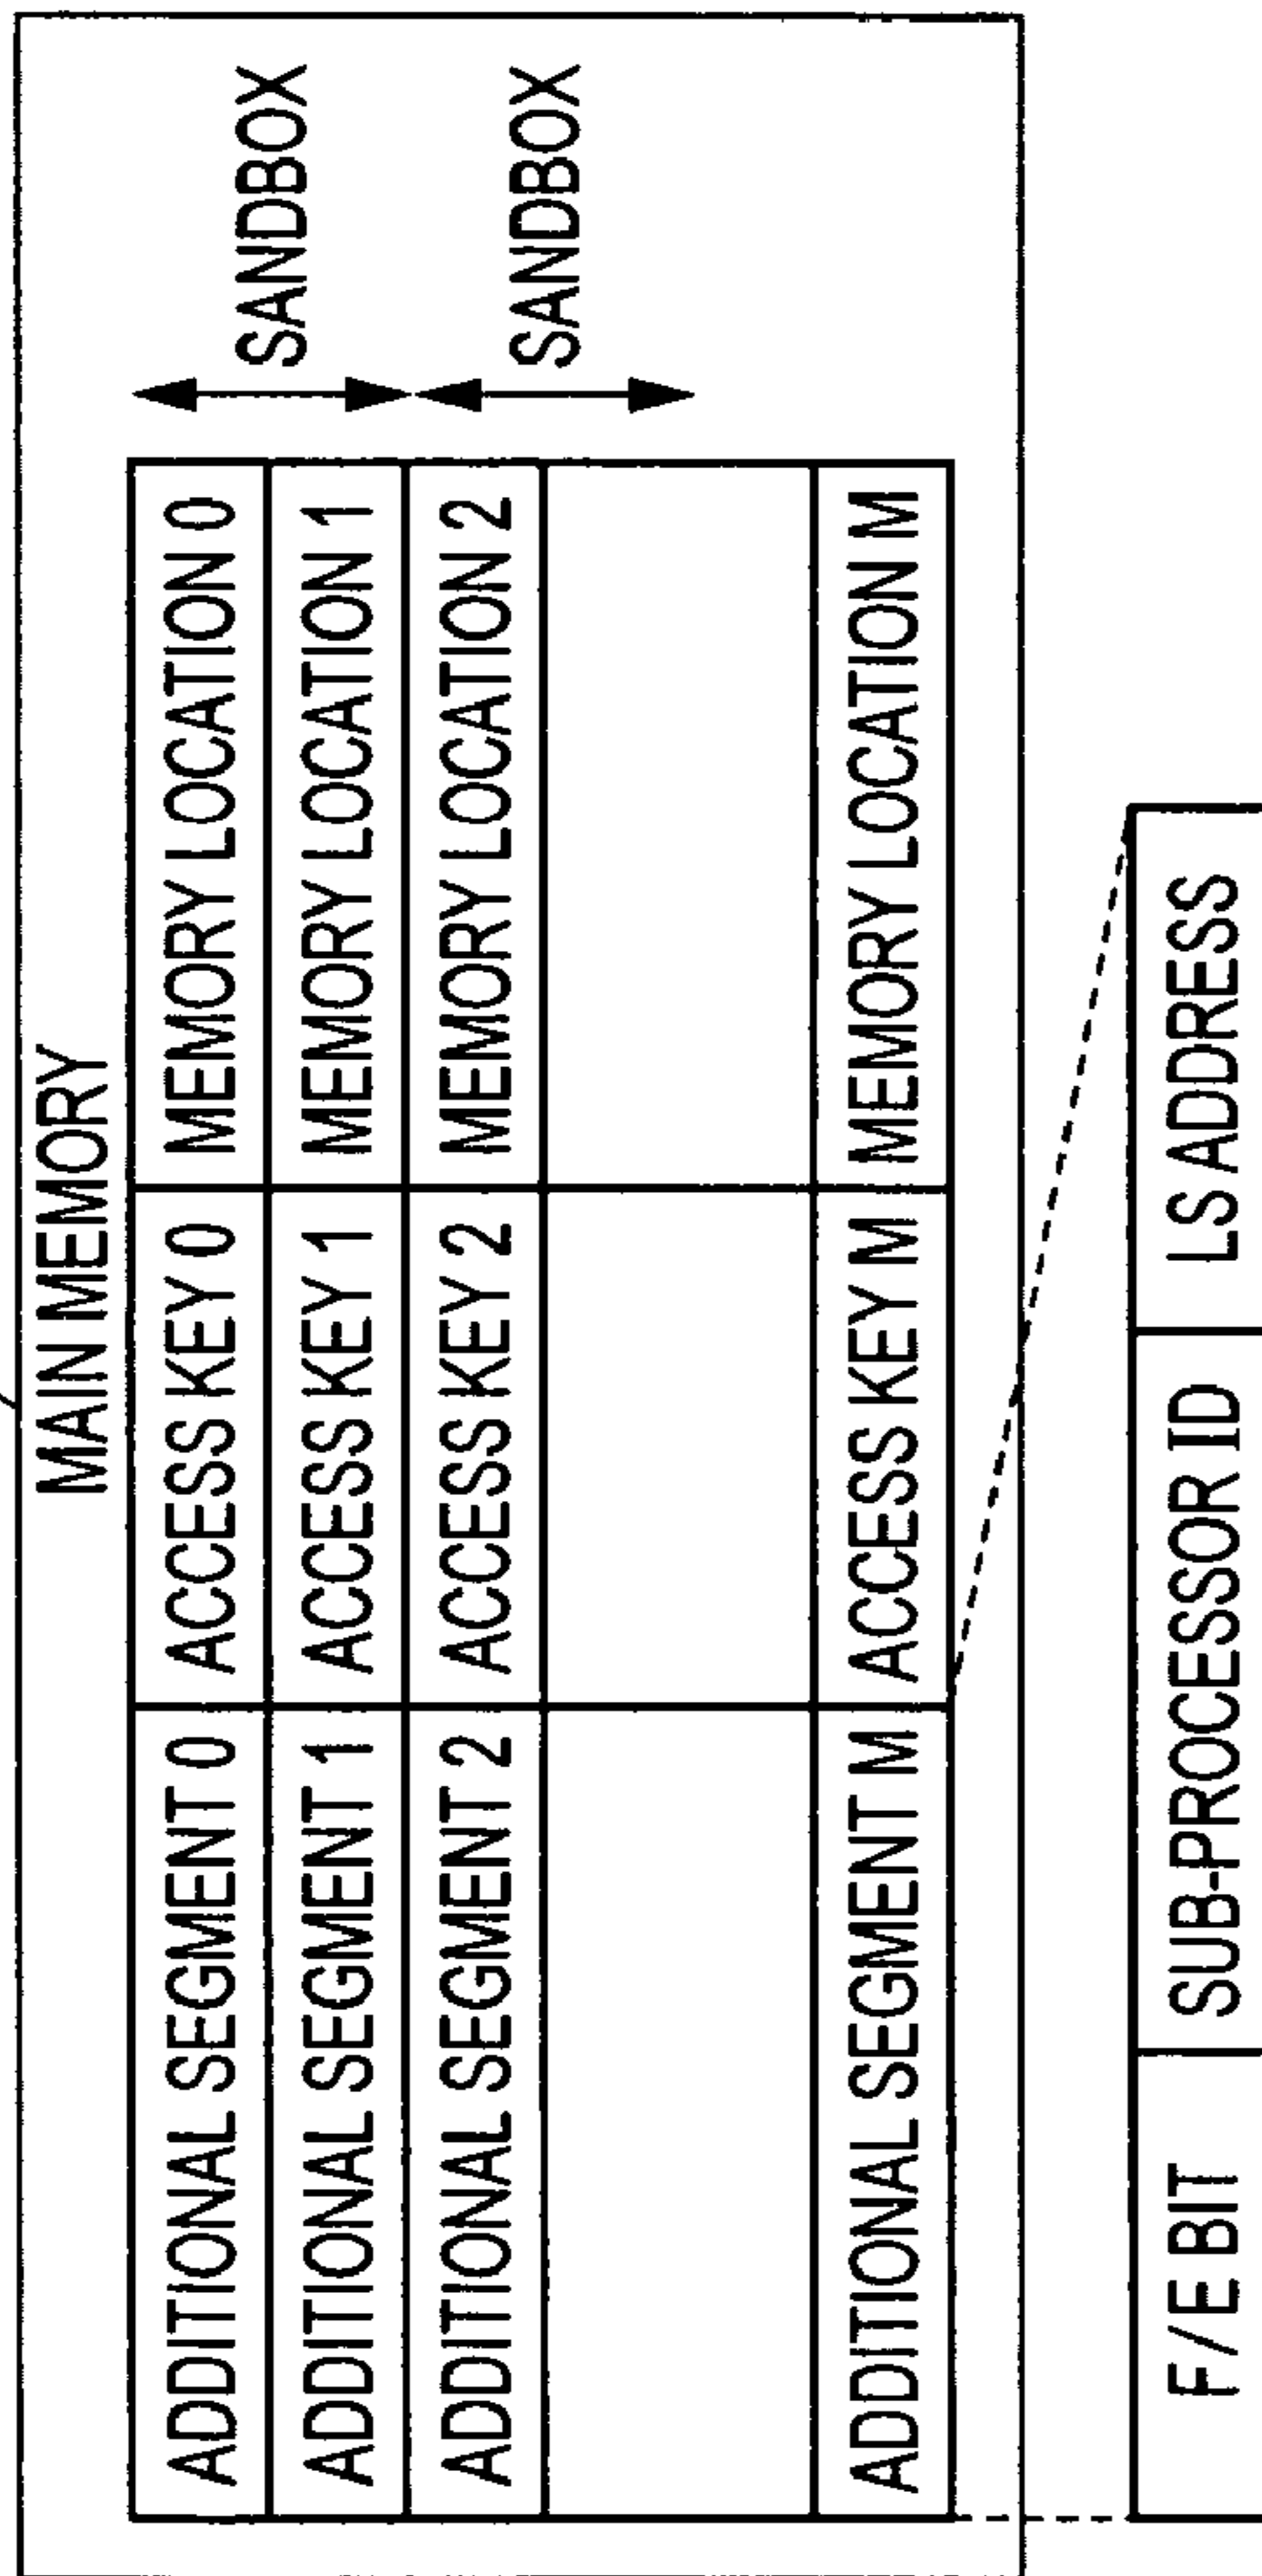 MAIN MEMORY
ADDITIONAL SEGMENT 0 ACCESS KEY 0 MEMORY LOCATION 0
ADDITIONAL SEGMENT 1 ACCESS KEY 1 MEMORY LOCATION 1
SANDBOX
ADDITIONAL SEGMENT 2 ACCESS KEY 2 MEMORY LOCATION 2
SANDBOX
ADDITIONAL SEGMENT M ACCESS KEY M MEMORY LOCATION M
F/E BIT SUB-PROCESSOR ID LS ADDRESS